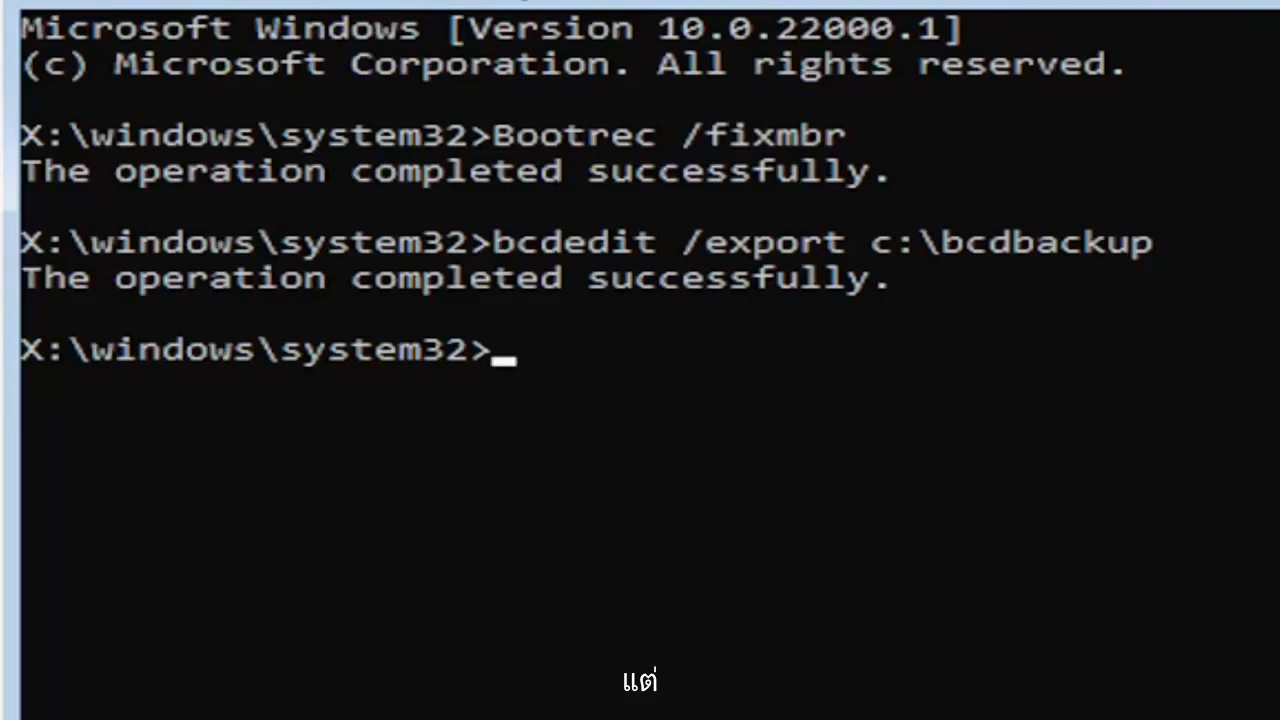 Microsoft Windows [Version 10.0.22000.1]
(c) Microsoft Corporation. All rights reserved.
X:\windows\system32>Bootrec /fixmbr
The operation completed successfully.
X:\windows\system32>bcdedit /export c:\bcdbackup
The operation completed successfully.
X:\windows\system32>
แต่